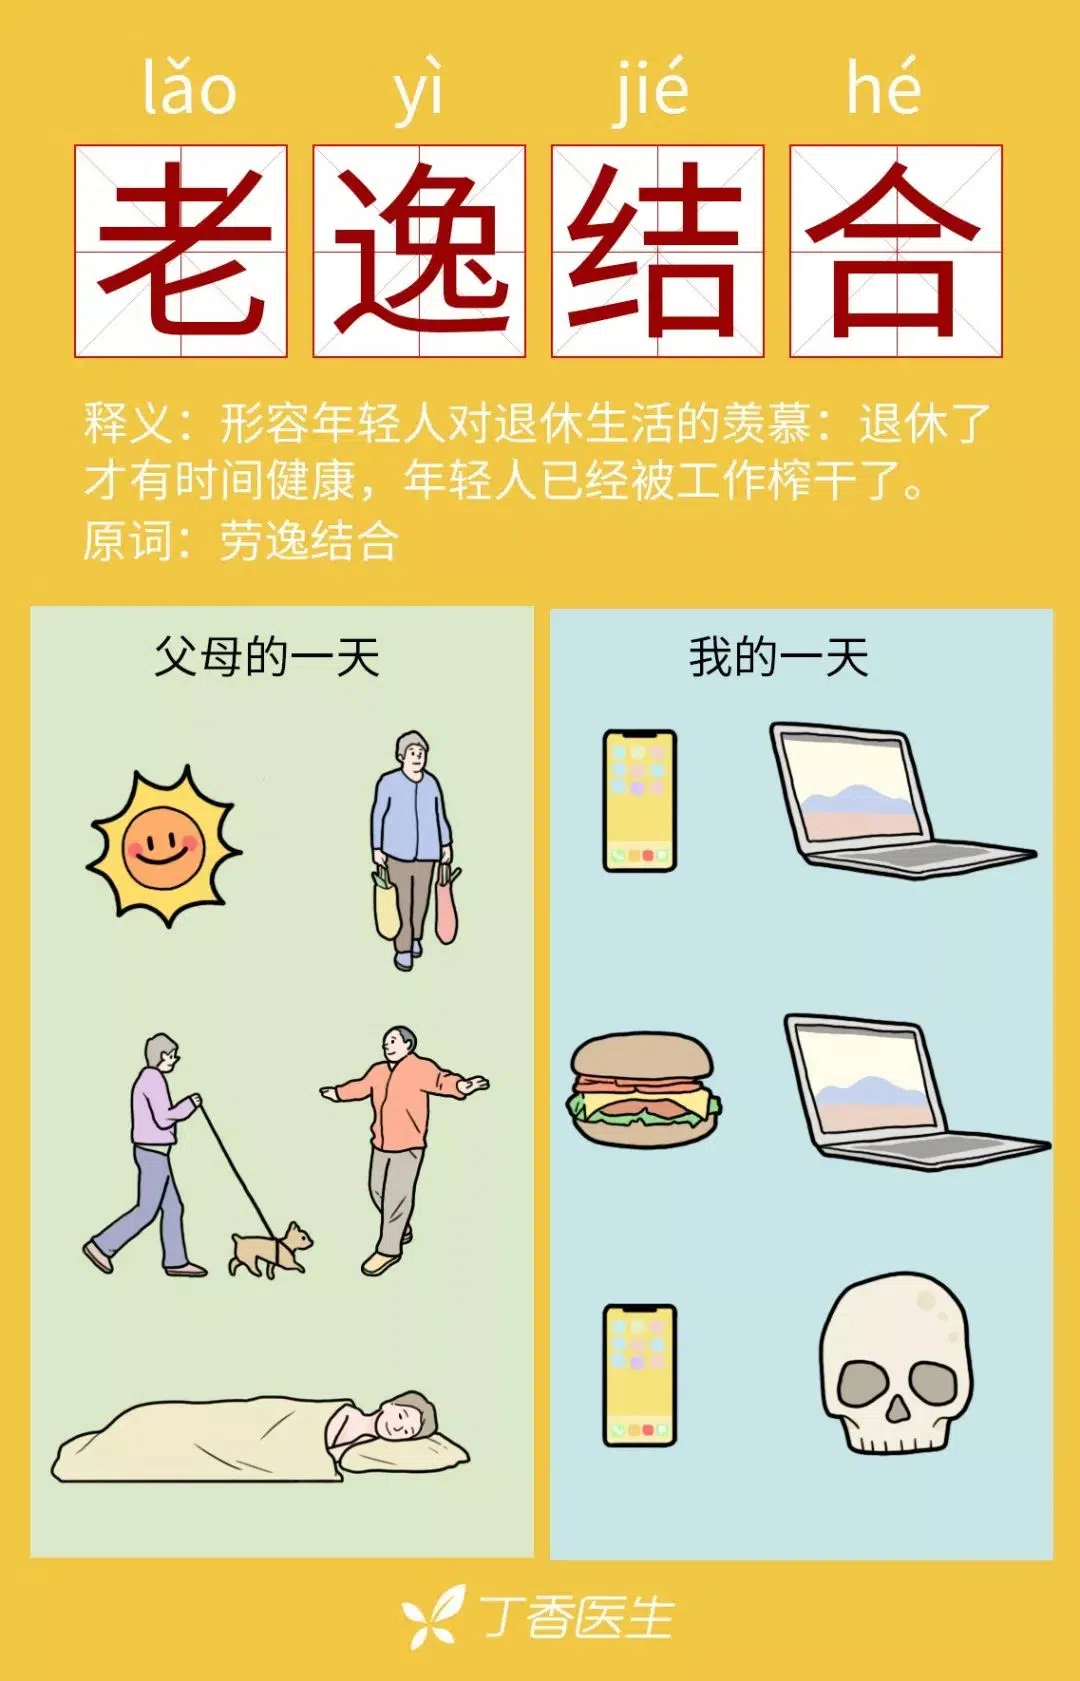 lǎo yì jié hé
老逸结合
释义：形容年轻人对退休生活的羡慕：退休了
才有时间健康，年轻人已经被工作榨干了。
原词：劳逸结合
父母的一天
我的一天
丁香医生